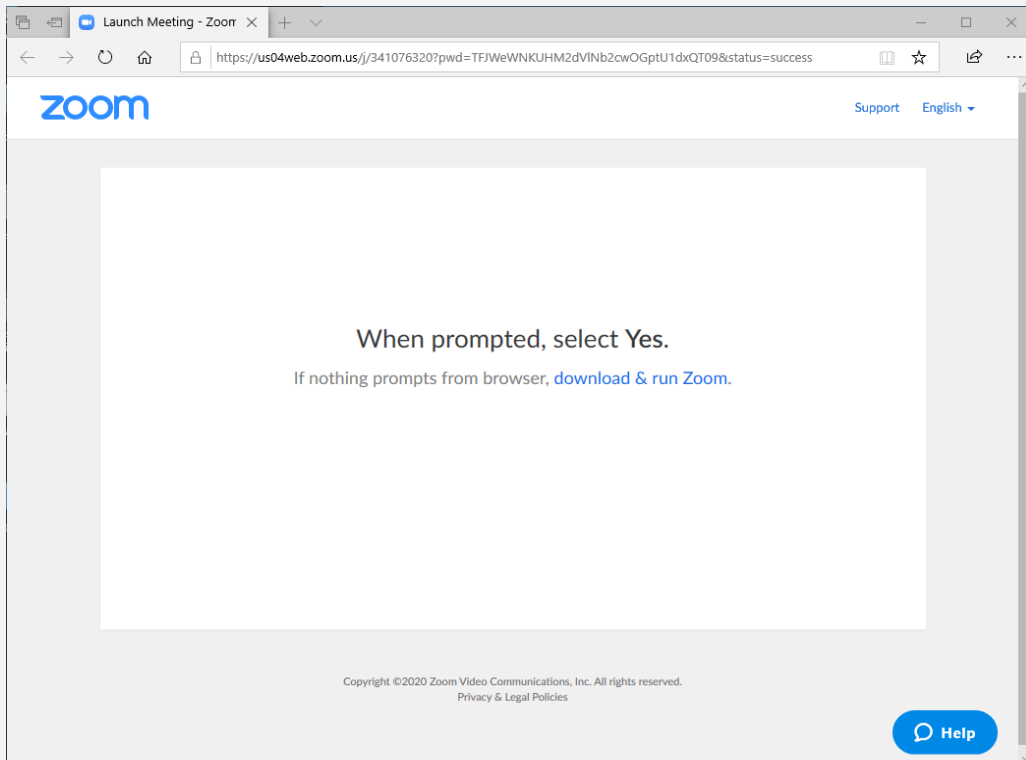 Launch Meeting - Zoom
https://us04web.zoom.us/j/341076320?pwd=TFJWeWNKUHM2dVlNb2cwOGptU1dxQT09&status=success
zoom
Support English
When prompted, select Yes.
If nothing prompts from browser, download & run Zoom.
Copyright ©2020 Zoom Video Communications, Inc. All rights reserved.
Privacy & Legal Policies
Help